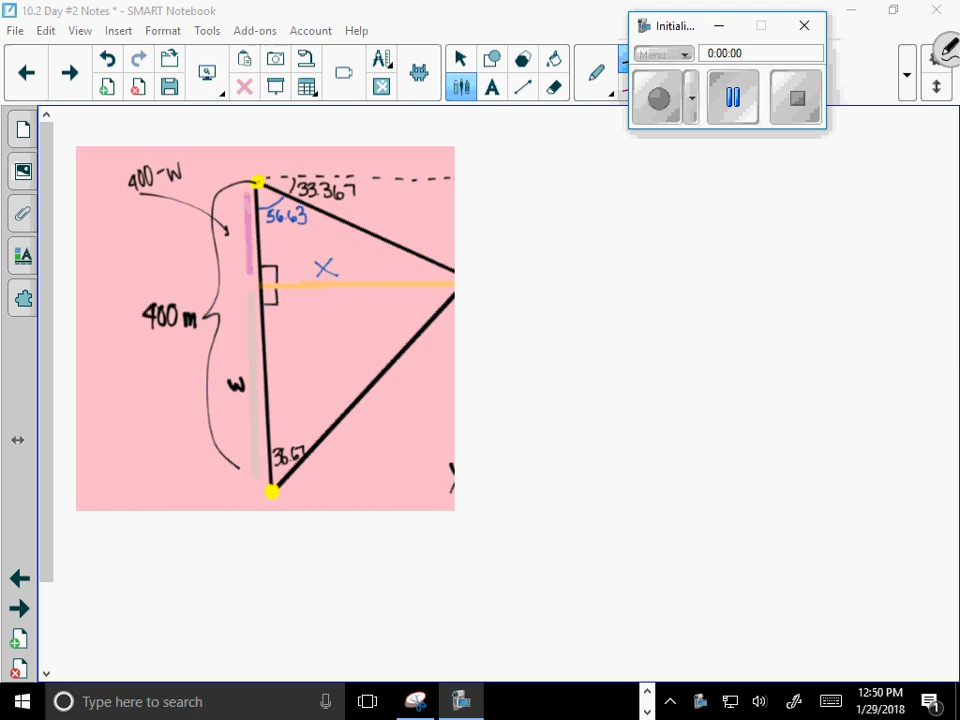 10.2 Day #2 Notes * - SMART Notebook
File Edit View Insert Format Tools Add-ons Account Help
Initiali...
Menu 0:00:00
400-W
33.367
56.63
X
400 m
W
38.67
Type here to search
12:50 PM
1/29/2018
1